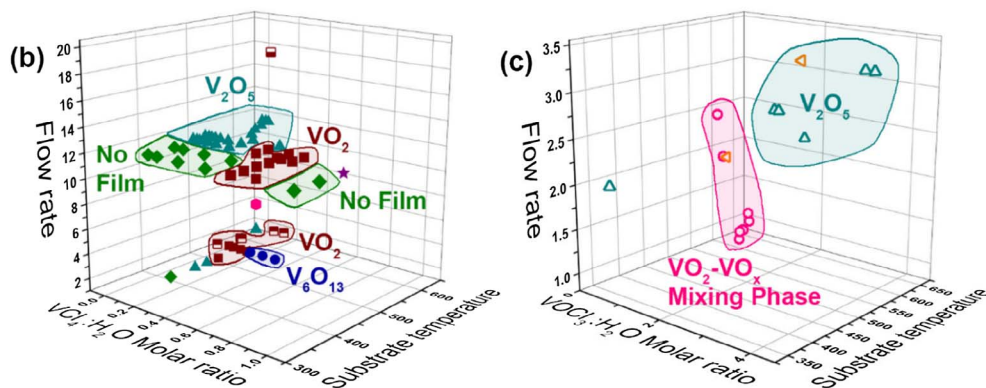 (b)
20
18
16
14
12
10
8
6
4
2
Flow rate
V₂O₅
VO₂
No
Film
No Film
VO₂
V₆O₁₃
0.0
0.2
0.4
0.6
0.8
1.0
VCl₄:H₂O Molar ratio
300
400
500
600
Substrate temperature
(c)
3.5
3.0
2.5
2.0
1.5
1.0
Flow rate
V₂O₅
VO₂-VOₓ
Mixing Phase
0
2
4
VOCl₃:H₂O Molar ratio
350
400
450
500
550
600
650
Substrate temperature